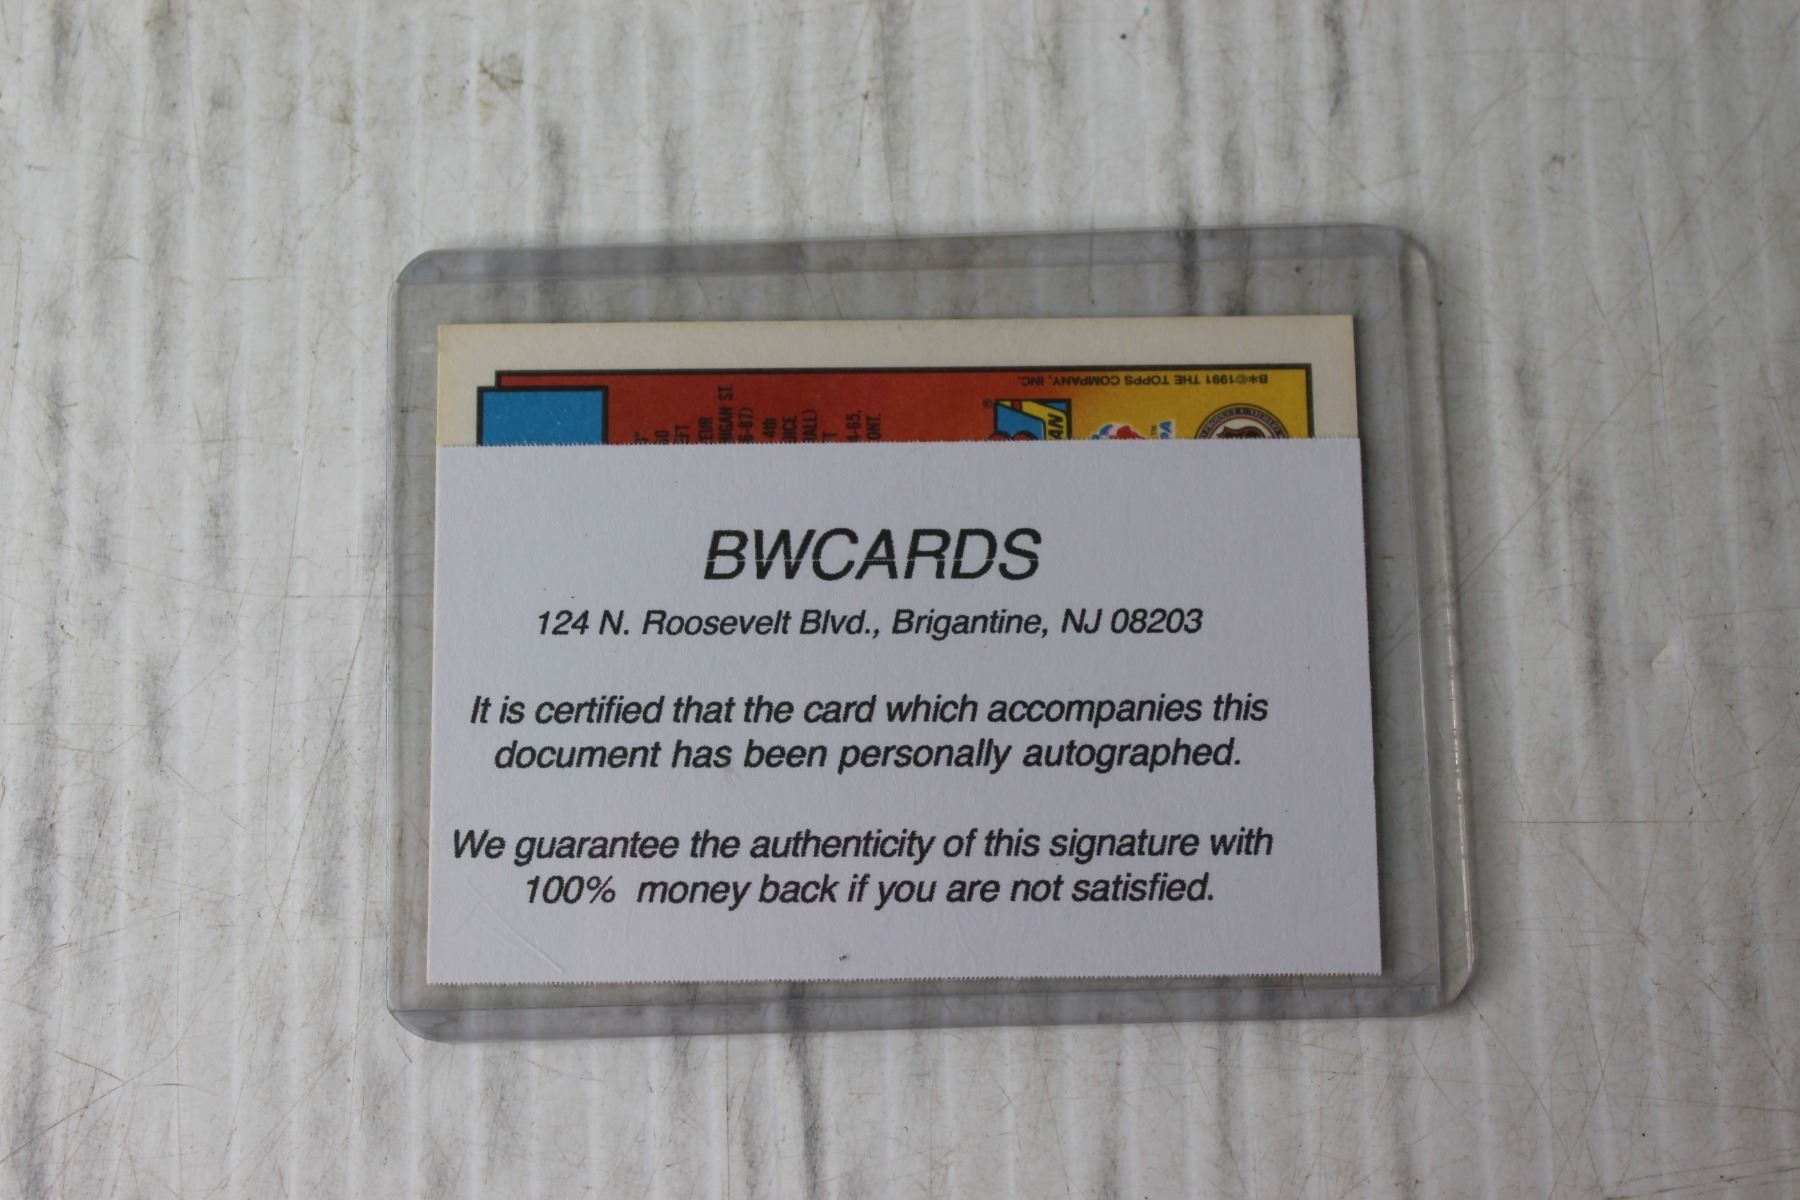 B*©1991 THE TOPPS COMPANY, INC.
BWCARDS
124 N. Roosevelt Blvd., Brigantine, NJ 08203
It is certified that the card which accompanies this
document has been personally autographed.
We guarantee the authenticity of this signature with
100% money back if you are not satisfied.